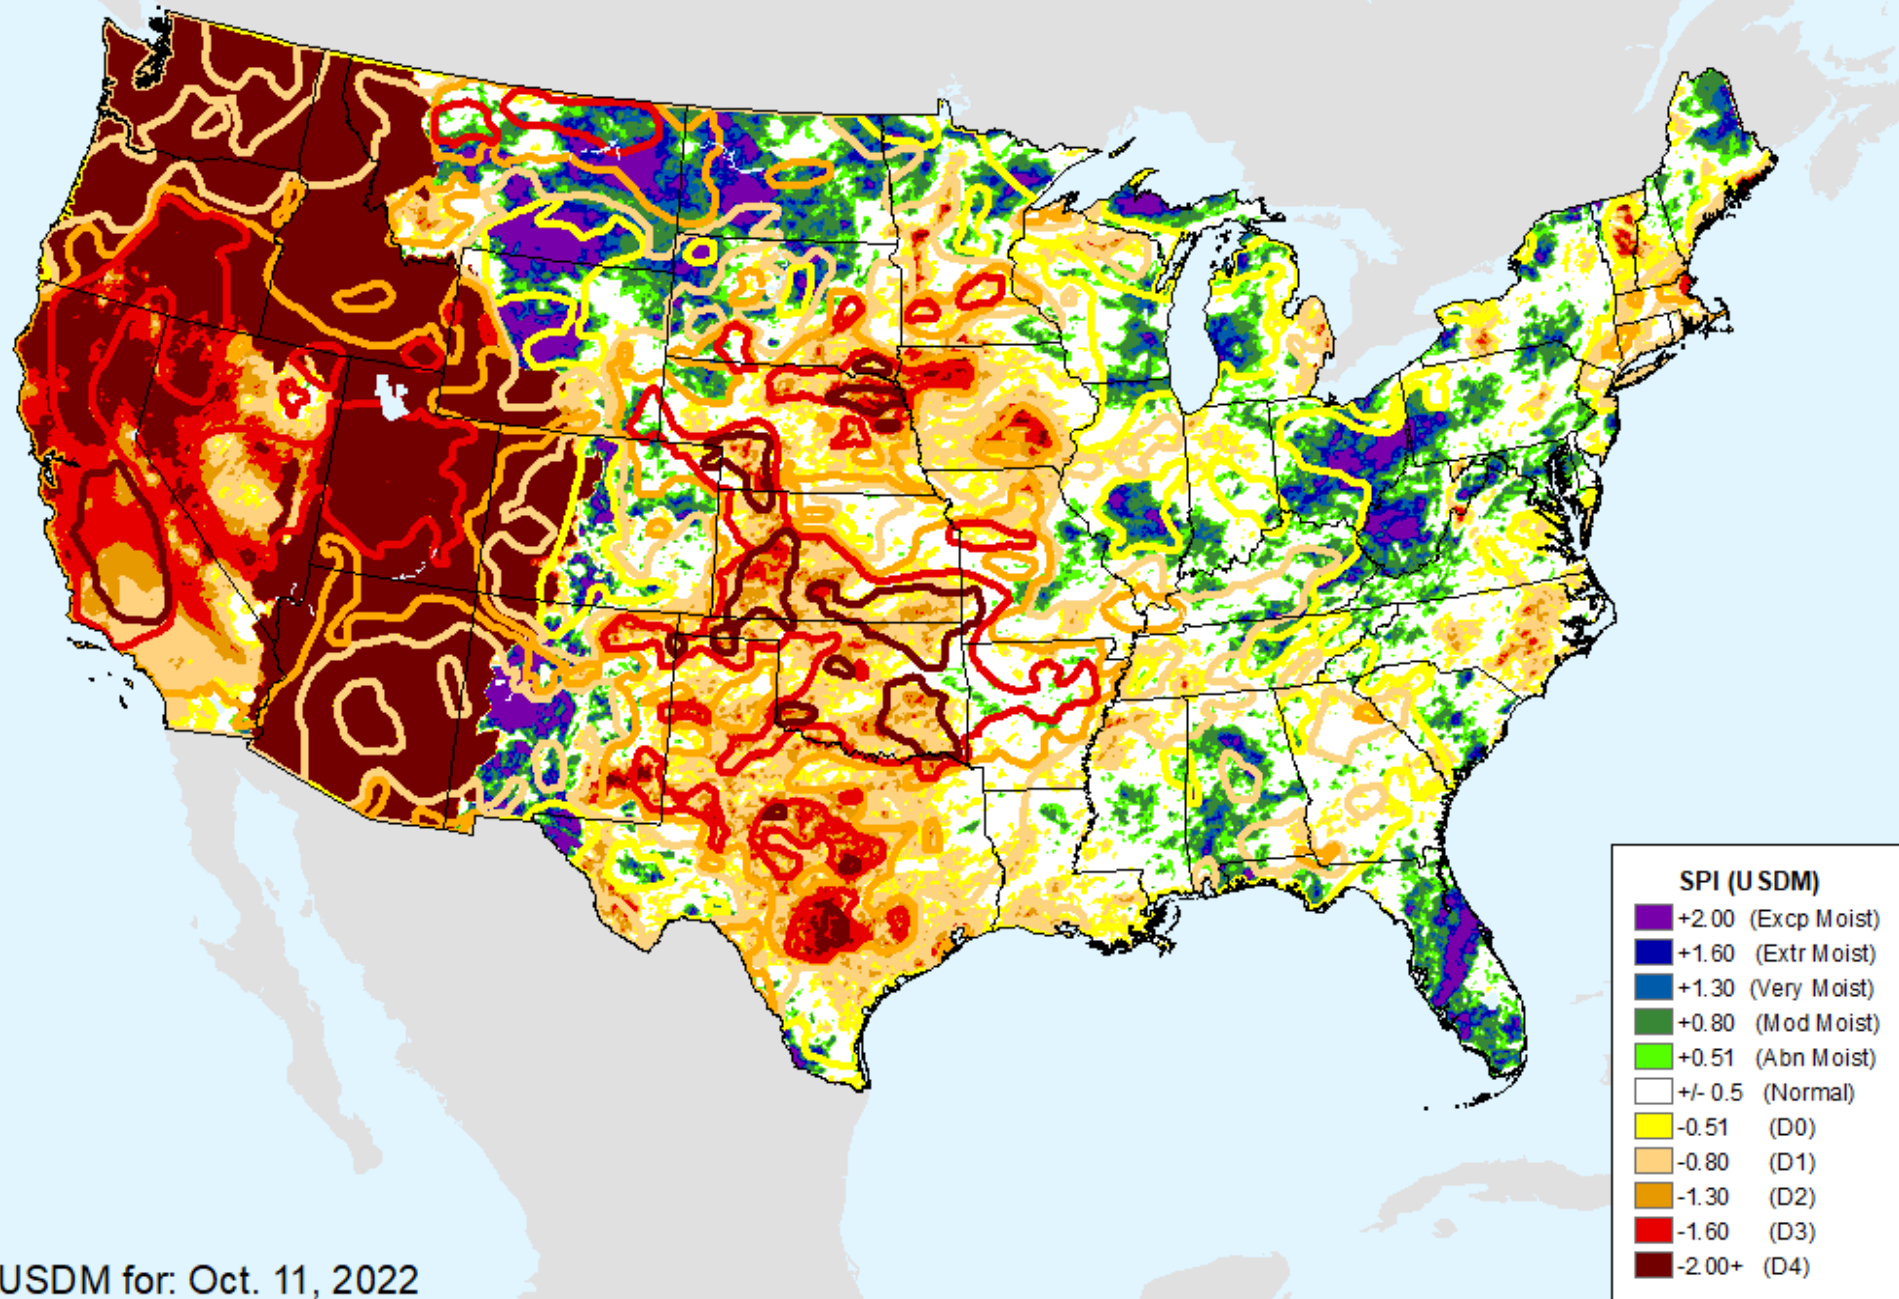 SPI (USDM)
+2.00 (Excp Moist)
+1.60 (Extr Moist)
+1.30 (Very Moist)
+0.80 (Mod Moist)
+0.51 (Abn Moist)
+/- 0.5 (Normal)
-0.51 (D0)
-0.80 (D1)
-1.30 (D2)
-1.60 (D3)
-2.00+ (D4)
USDM for: Oct. 11, 2022